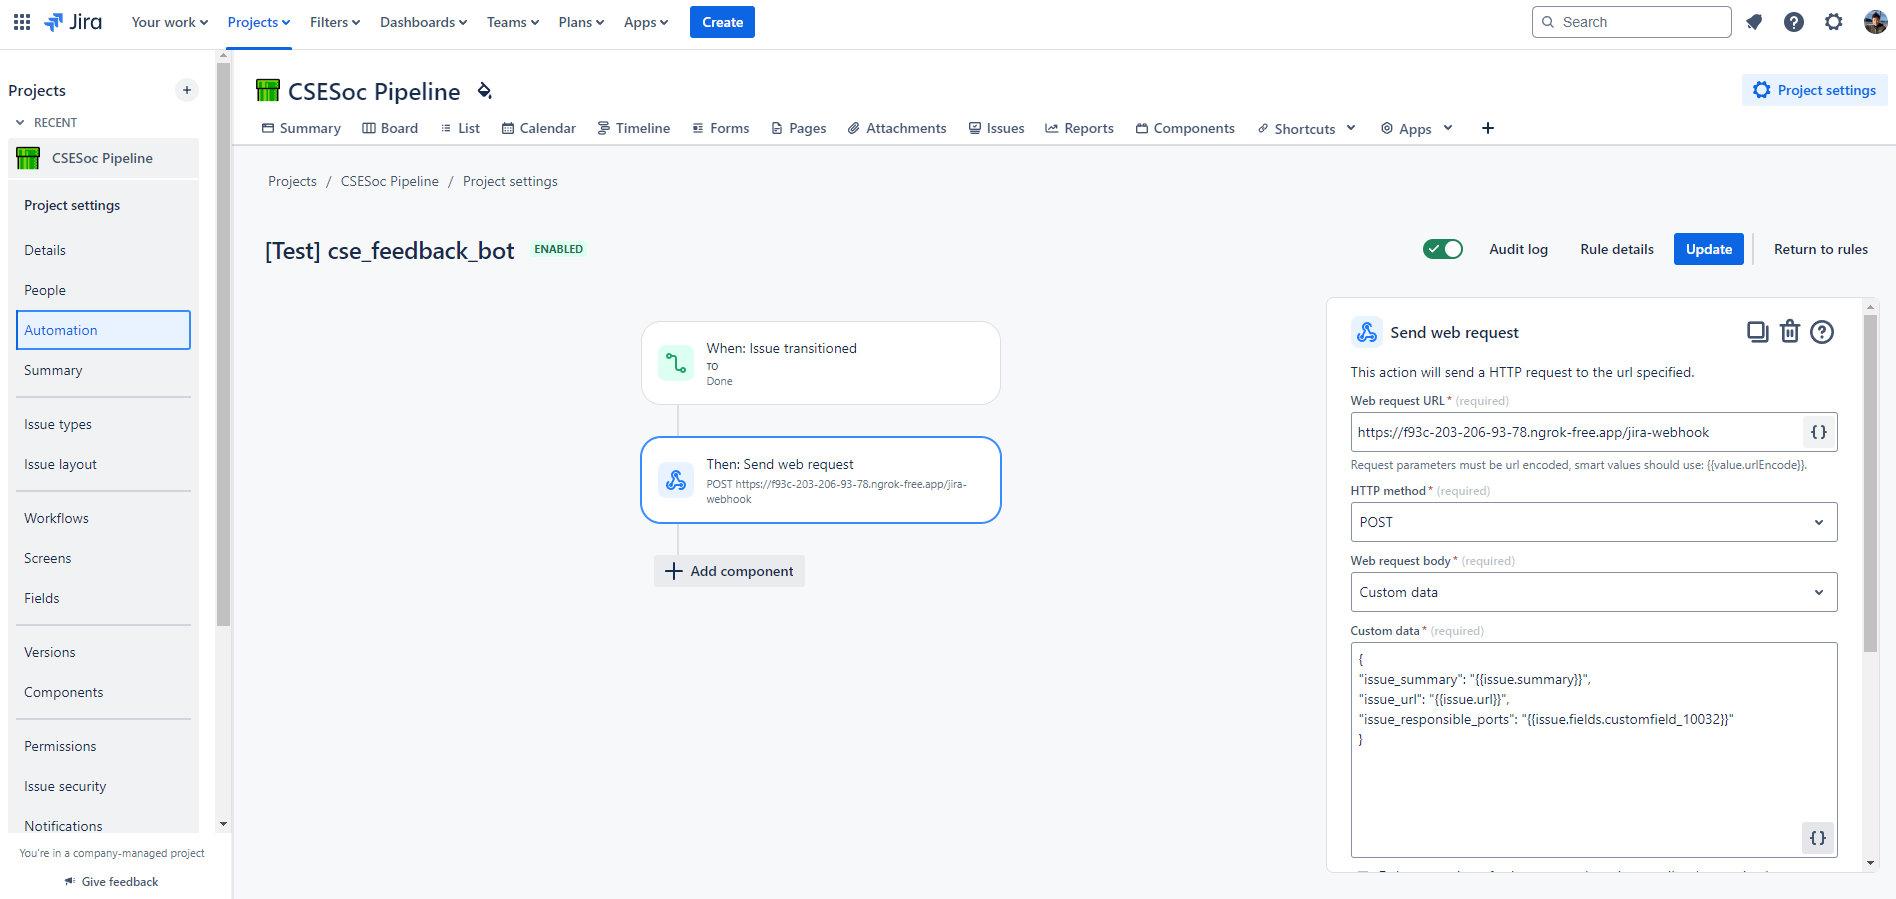 Jira Your work Projects Filters Dashboards Teams Plans Apps Create Search
Projects
RECENT
CSESoc Pipeline
Project settings
Details
People
Automation
Summary
Issue types
Issue layout
Workflows
Screens
Fields
Versions
Components
Permissions
Issue security
Notifications
You're in a company-managed project
Give feedback
CSESoc Pipeline
Project settings
Summary Board List Calendar Timeline Forms Pages Attachments Issues Reports Components Shortcuts Apps
Projects / CSESoc Pipeline / Project settings
[Test] cse_feedback_bot ENABLED
Audit log Rule details Update Return to rules
When: Issue transitioned
TO
Done
Then: Send web request
POST https://f93c-203-206-93-78.ngrok-free.app/jira-
webhook
Add component
Send web request
This action will send a HTTP request to the url specified.
Web request URL* (required)
https://f93c-203-206-93-78.ngrok-free.app/jira-webhook {}
Request parameters must be url encoded, smart values should use: {{value.urlEncode}}.
HTTP method* (required)
POST
Web request body* (required)
Custom data
Custom data* (required)
{
"issue_summary": "{{issue.summary}}",
"issue_url": "{{issue.url}}",
"issue_responsible_ports": "{{issue.fields.customfield_10032}}"
}
{}